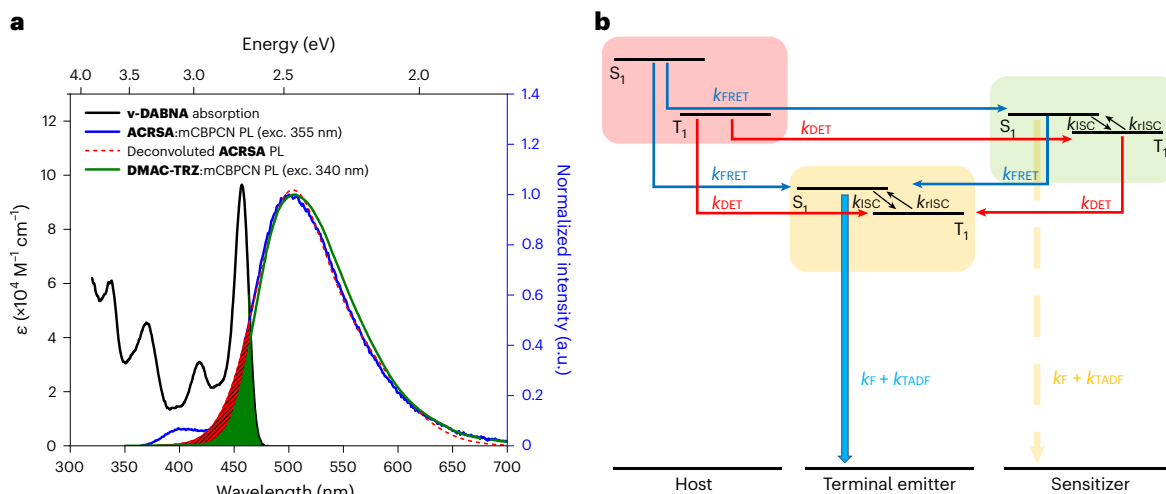 a
Energy (eV)
4.0 3.5 3.0 2.5 2.0
ν-DABNA absorption
ACRSA:mCBPCN PL (exc. 355 nm)
Deconvoluted ACRSA PL
DMAC-TRZ:mCBPCN PL (exc. 340 nm)
ε (×10⁴ M⁻¹ cm⁻¹)
12
10
8
6
4
2
0
1.4
1.2
1.0
0.8
0.6
0.4
0.2
0
Normalized intensity (a.u.)
300 350 400 450 500 550 600 650 700
Wavelength (nm)
b
S₁
T₁
kFRET
kDET
S₁
kISC
krISC
T₁
kFRET
kFRET
kDET
kDET
S₁
kISC
krISC
T₁
kF + kTADF
kF + kTADF
Host
Terminal emitter
Sensitizer